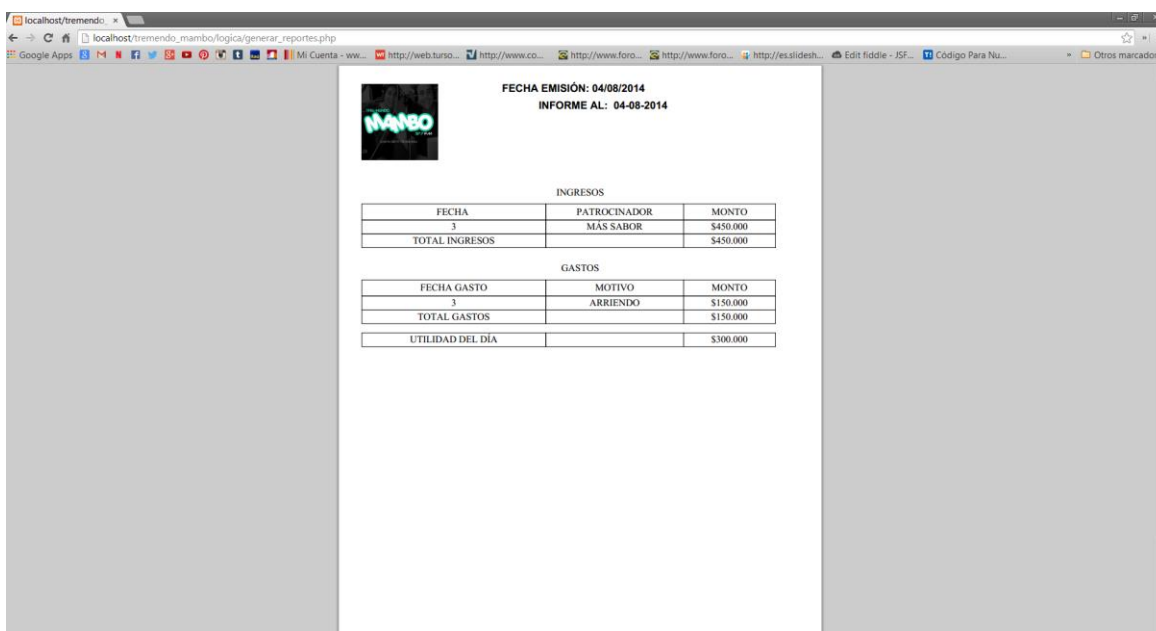 localhost/tremendo_
localhost/tremendo_mambo/logica/generar_reportes.php
Google Apps Mi Cuenta - ww... http://web.turso... http://www.co... http://www.foro... http://www.foro... http://es.slidesh... Edit fiddle - JSF... Código Para Nu... » Otros marcador
FECHA EMISIÓN: 04/08/2014
INFORME AL: 04-08-2014
MAMBO
INGRESOS
FECHA PATROCINADOR MONTO
3 MÁS SABOR $450.000
TOTAL INGRESOS $450.000
GASTOS
FECHA GASTO MOTIVO MONTO
3 ARRIENDO $150.000
TOTAL GASTOS $150.000
UTILIDAD DEL DÍA $300.000